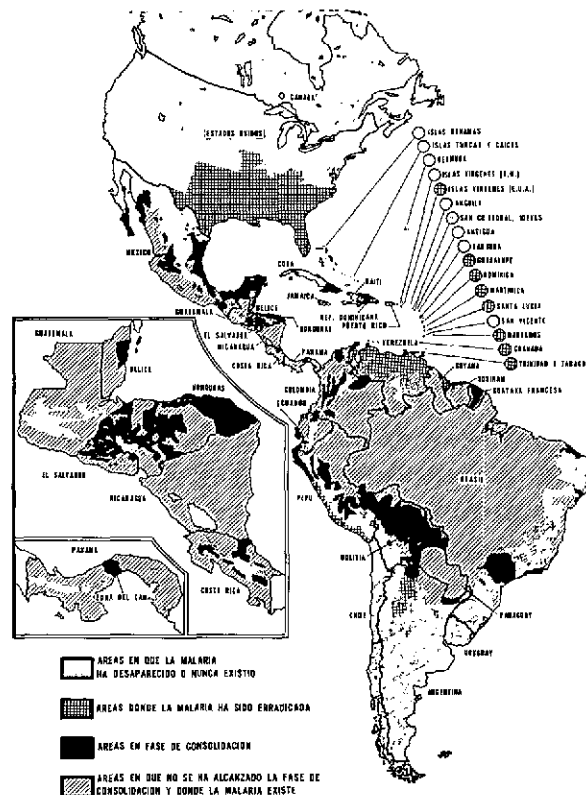 CANADA
(ESTADOS UNIDOS)
ISLAS BAHAMAS
ISLAS TURCAS Y CAICOS
BERMUDA
ISLAS VIRGENES (R.U.)
ISLAS VIRGENES (E.U.A.)
ANGUILA
SAN CRISTOBAL, NIEVES
ANTIGUA
GUADALUPE
DOMINICA
MARTINICA
SANTA LUCIA
SAN VICENTE
BARBADOS
GRANADA
TRINIDAD Y TABAGO
MEXICO
CUBA
HAITI
JAMAICA
REP. DOMINICANA
PUERTO RICO
BELICE
GUATEMALA
HONDURAS
EL SALVADOR
NICARAGUA
COSTA RICA
PANAMA
VENEZUELA
GUYANA
SURINAM
GUAYANA FRANCESA
COLOMBIA
ECUADOR
BRASIL
PERU
BOLIVIA
CHILE
PARAGUAY
URUGUAY
ARGENTINA
GUATEMALA
BELICE
HONDURAS
EL SALVADOR
NICARAGUA
COSTA RICA
PANAMA
ZONA DEL CANAL
AREAS EN QUE LA MALARIA
HA DESAPARECIDO O NUNCA EXISTIO
AREAS DONDE LA MALARIA HA SIDO ERRADICADA
AREAS EN FASE DE CONSOLIDACION
AREAS EN QUE NO SE HA ALCANZADO LA FASE DE
CONSOLIDACION Y DONDE LA MALARIA EXISTE